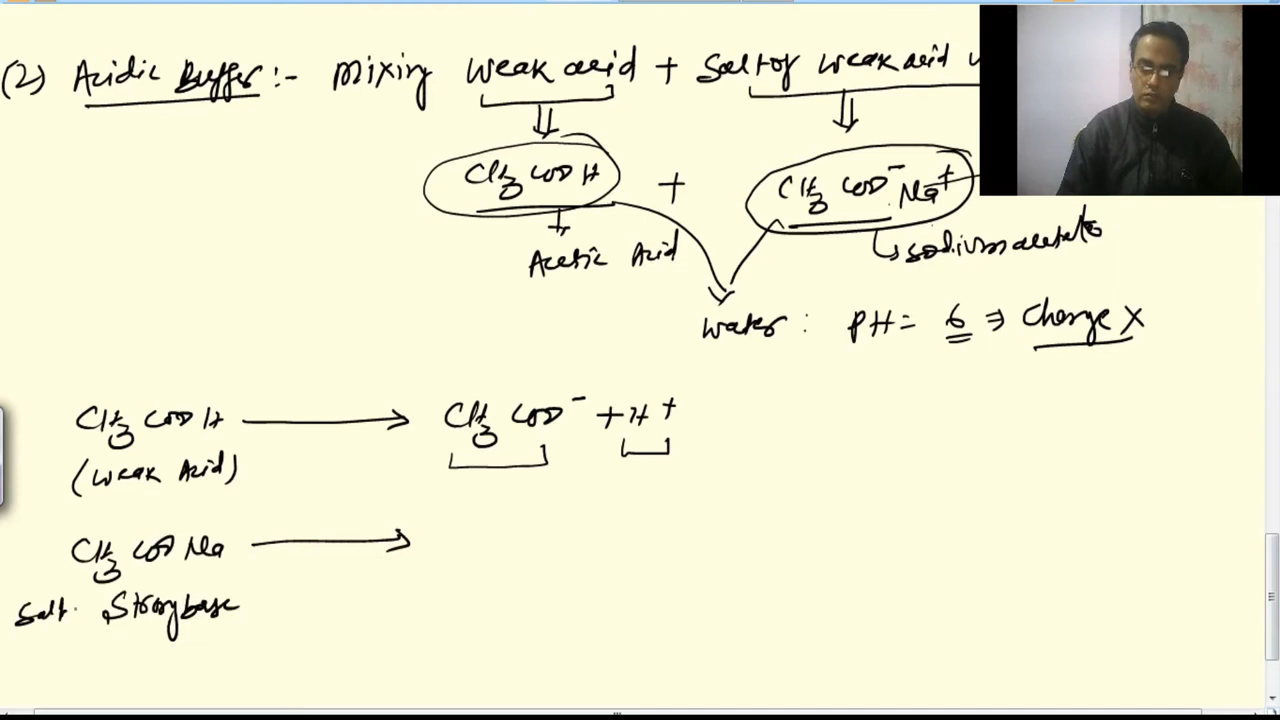 (2) Acidic Buffer :- Mixing weak acid + Salt of weak acid
CH3COOH + CH3COO- Na+
Acetic Acid
sodium acetate
water : PH = 6 ⇒ Change X
CH3COOH → CH3COO- + H+
(weak Acid)
CH3COONa →
Salt. Strong base